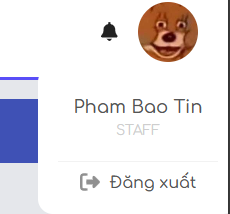 Pham Bao Tin
STAFF
Đăng xuất